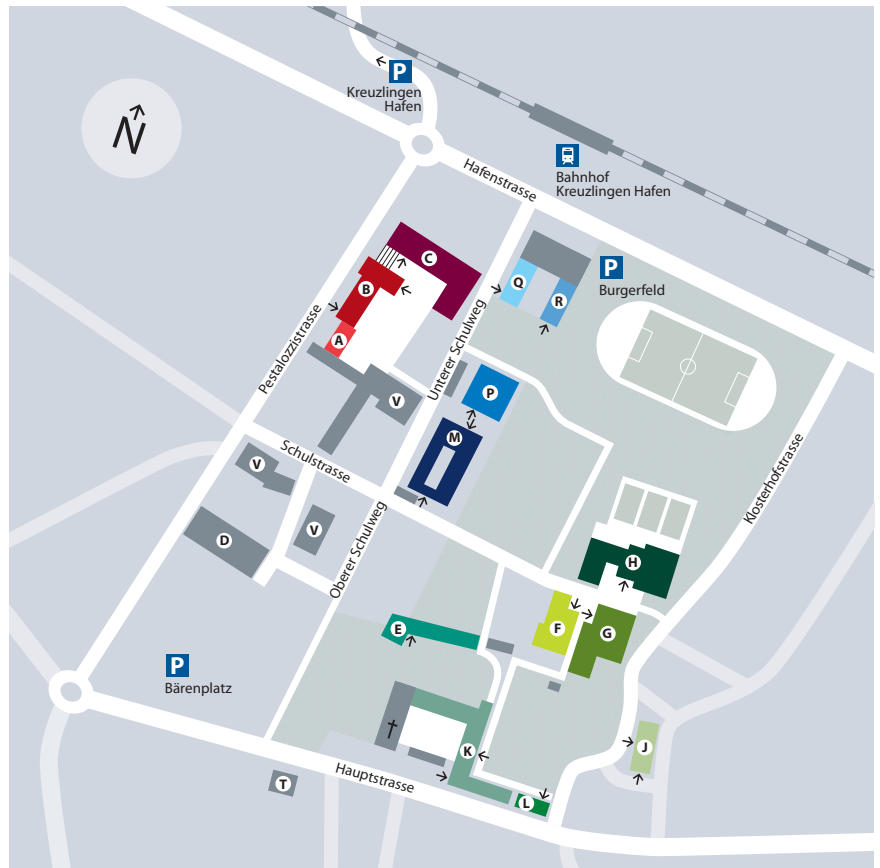 P
Kreuzlingen
Hafen
N
Hafenstrasse
Bahnhof
Kreuzlingen Hafen
P
Burgerfeld
C
B
A
Q
R
Pestalozzistrasse
Unterer Schulweg
P
V
M
Schulstrasse
V
V
D
Oberer Schulweg
Klosterhofstrasse
H
E
F
G
P
Bärenplatz
K
J
Hauptstrasse
T
L